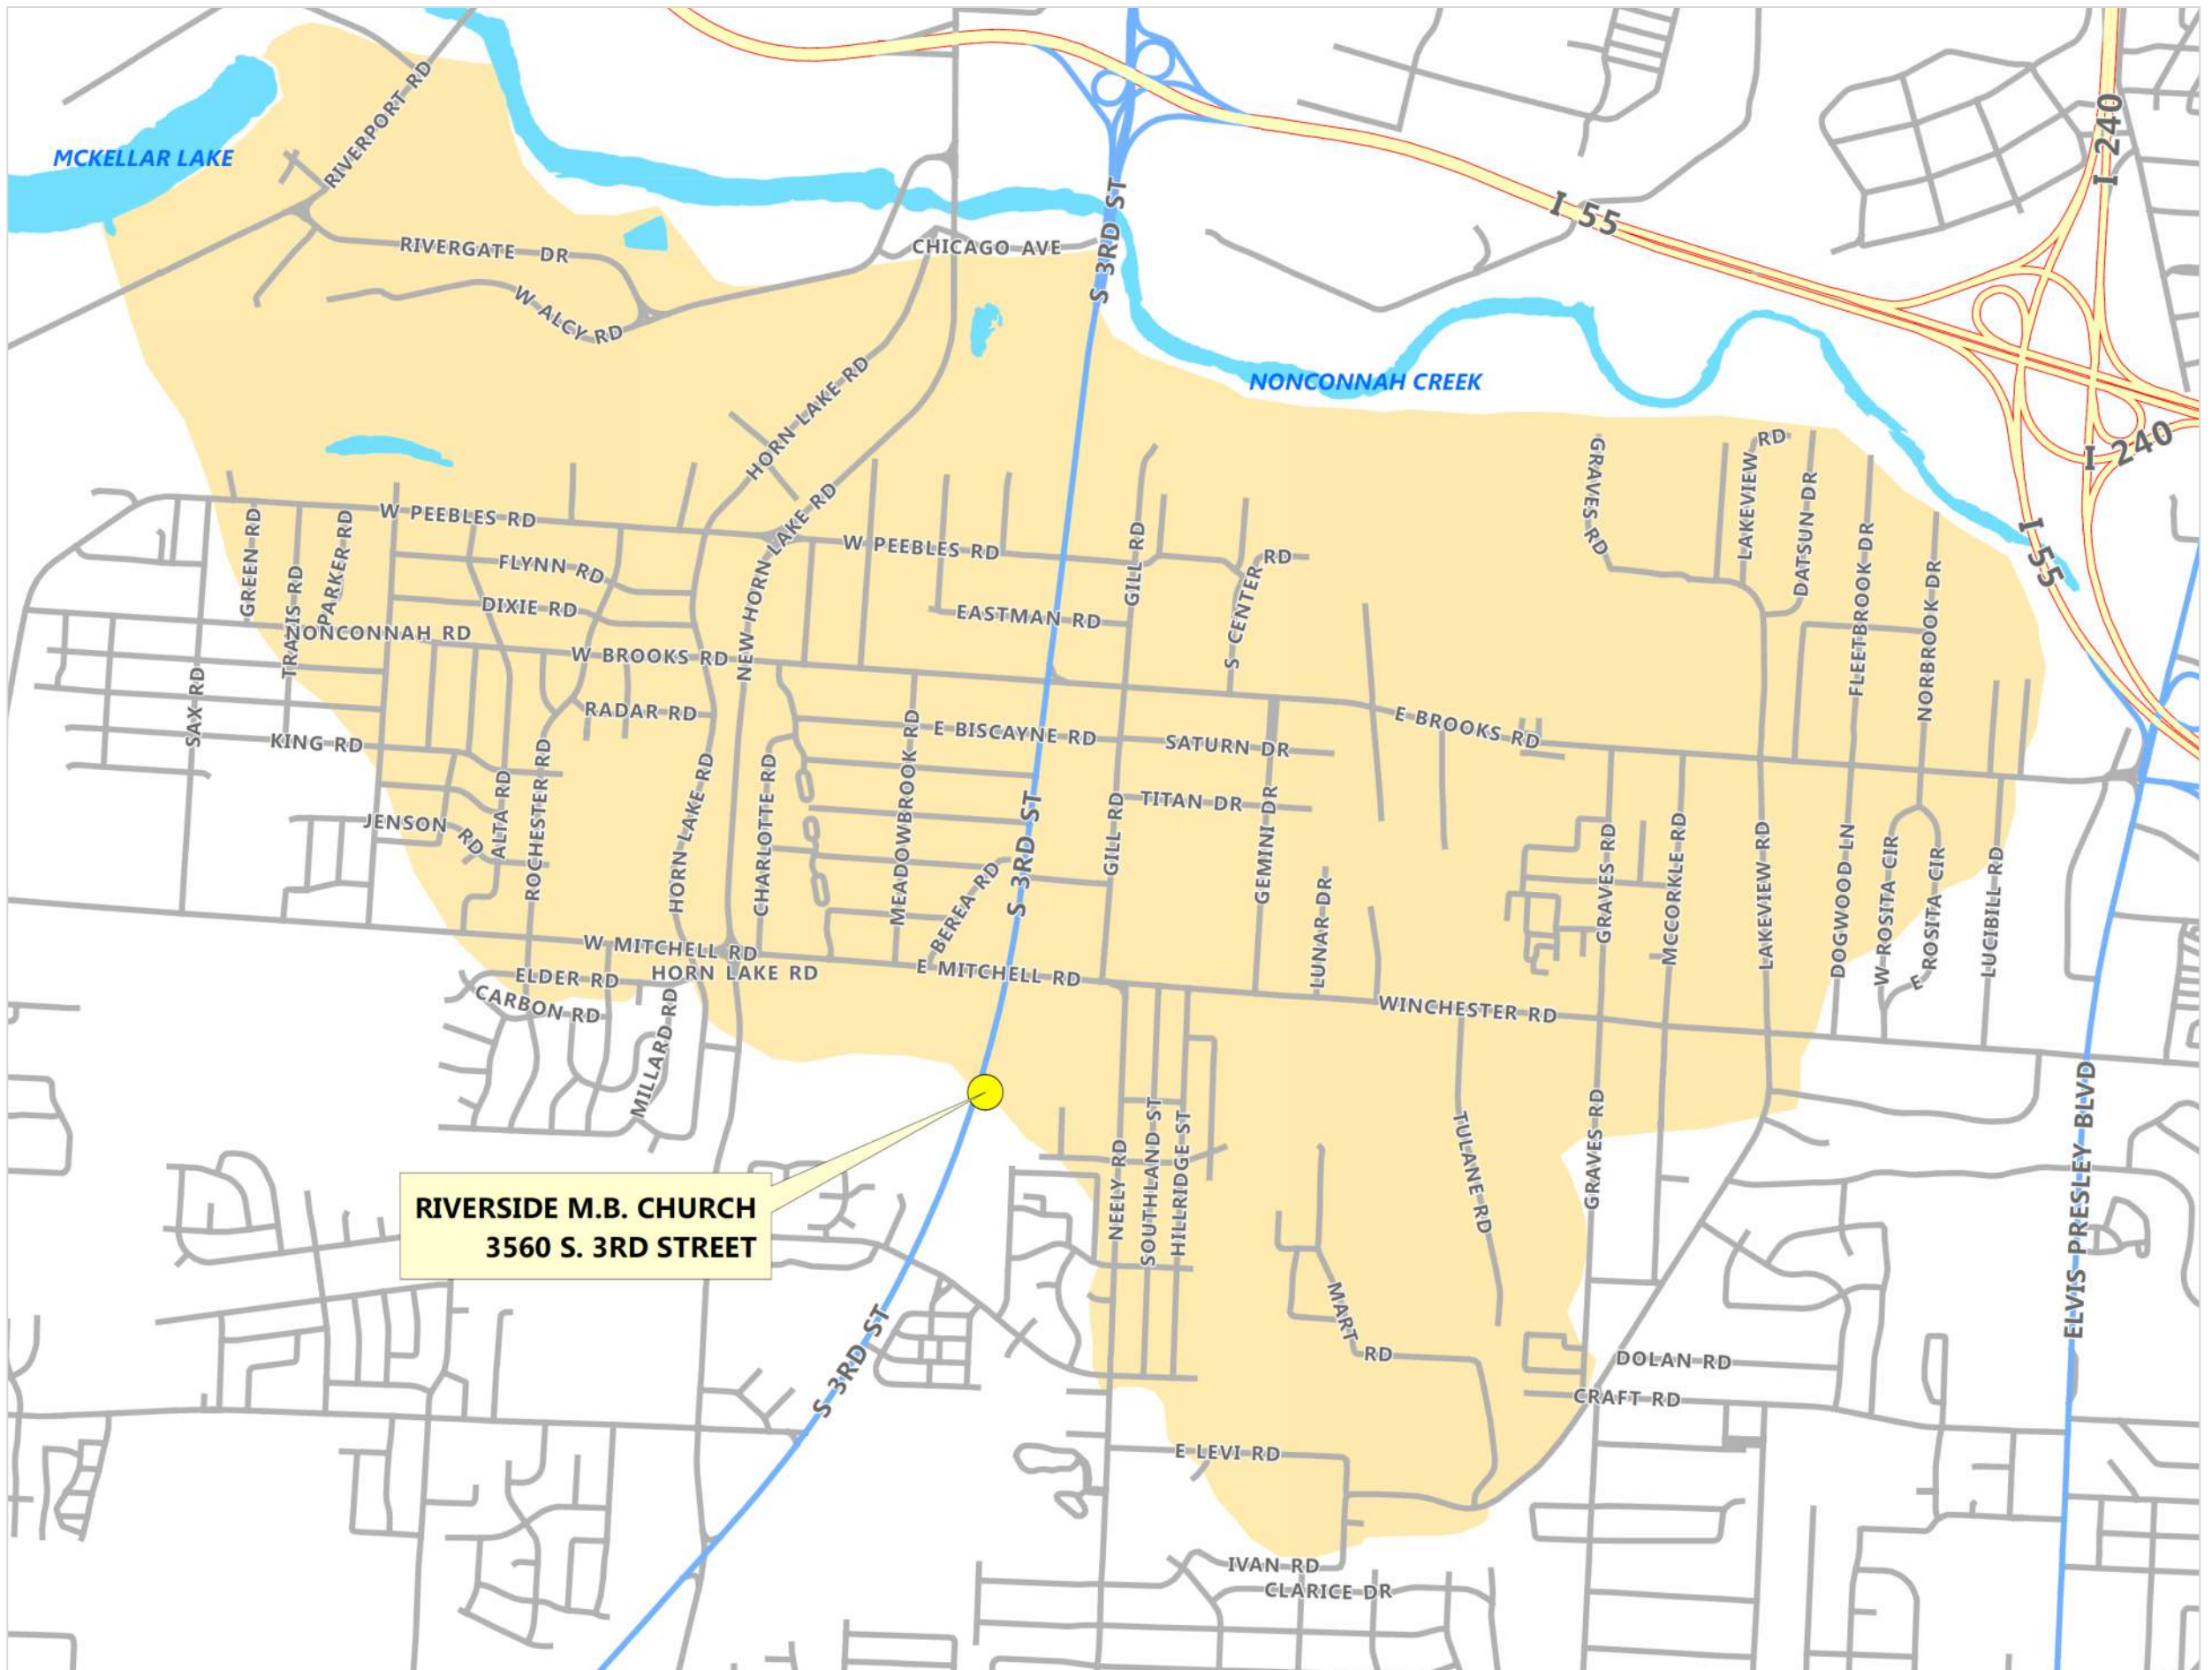 RIVERPORT RD
I 240
MCKELLAR LAKE
S 3RD ST
I 55
RIVERGATE DR
CHICAGO AVE
W ALCY RD
NONCONNAH CREEK
HORN LAKE RD
LAKEVIEW RD
I 240
GRAVES RD
DATSUN DR
W PEEBLES RD
GREEN RD
TRAZIS RD
PARKER RD
NEW HORN LAKE RD
W PEEBLES RD
GILL RD
S CENTER RD
FLEETBROOK DR
NORBROOK DR
I 55
FLYNN RD
DIXIE RD
EASTMAN RD
NONCONNAH RD
W BROOKS RD
SAX RD
RADAR RD
KING RD
MEADOWBROOK RD
E BISCAYNE RD
SATURN DR
E BROOKS RD
ALTA RD
ROCHESTER RD
HORN LAKE RD
CHARLOTTE RD
S 3RD ST
GILL RD
TITAN DR
GEMINI DR
JENSON RD
BEREA RD
LUNAR DR
GRAVES RD
MCCORKLE RD
LAKEVIEW RD
DOGWOOD LN
W ROSITA CIR
E ROSITA CIR
LUCIBILL RD
W MITCHELL RD
HORN LAKE RD
E MITCHELL RD
ELDER RD
CARBON RD
MILLARD RD
WINCHESTER RD
NEELY RD
SOUTHLAND ST
HILLRIDGE ST
TULANE RD
GRAVES RD
ELVIS PRESLEY BLVD
RIVERSIDE M.B. CHURCH
3560 S. 3RD STREET
S 3RD ST
MART RD
DOLAN RD
CRAFT RD
E LEVI RD
IVAN RD
CLARICE DR